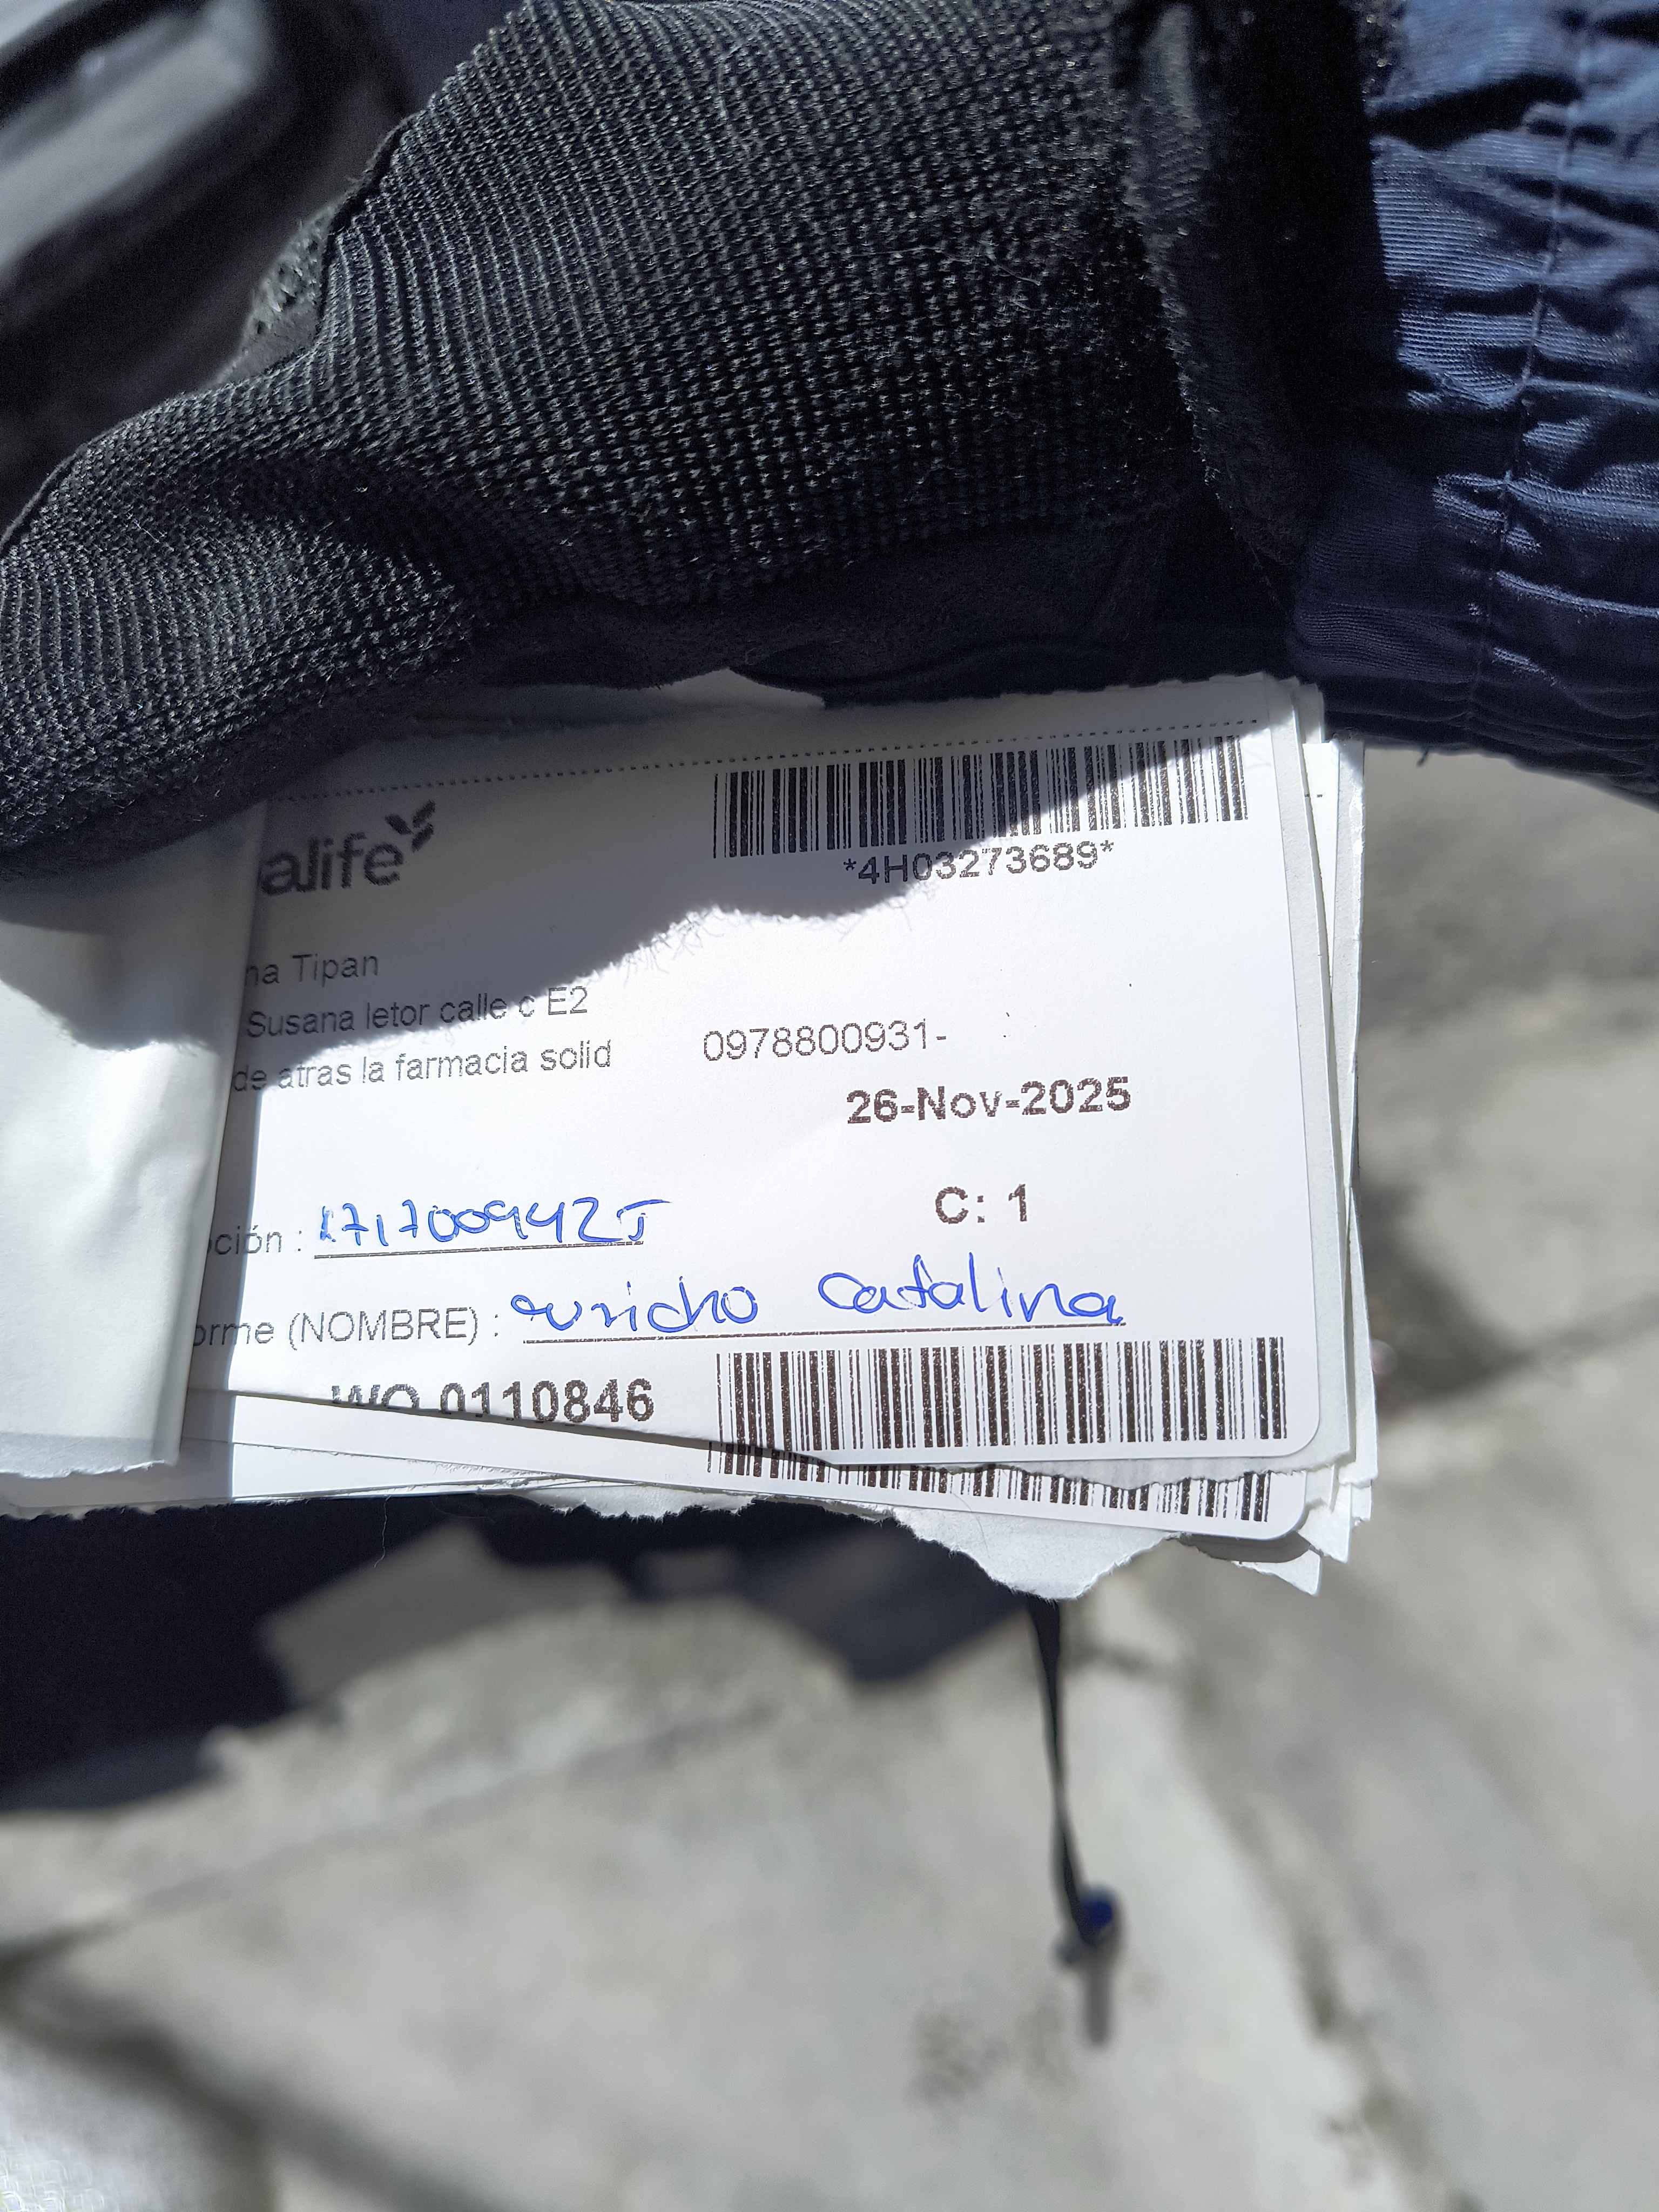 alife
*4H03273689*
na Tipan
Susana letor calle c E2
de atras la farmacia solid
0978800931-
26-Nov-2025
C: 1
ción : 1717009425
orme (NOMBRE) : Catalina
WO 0110846